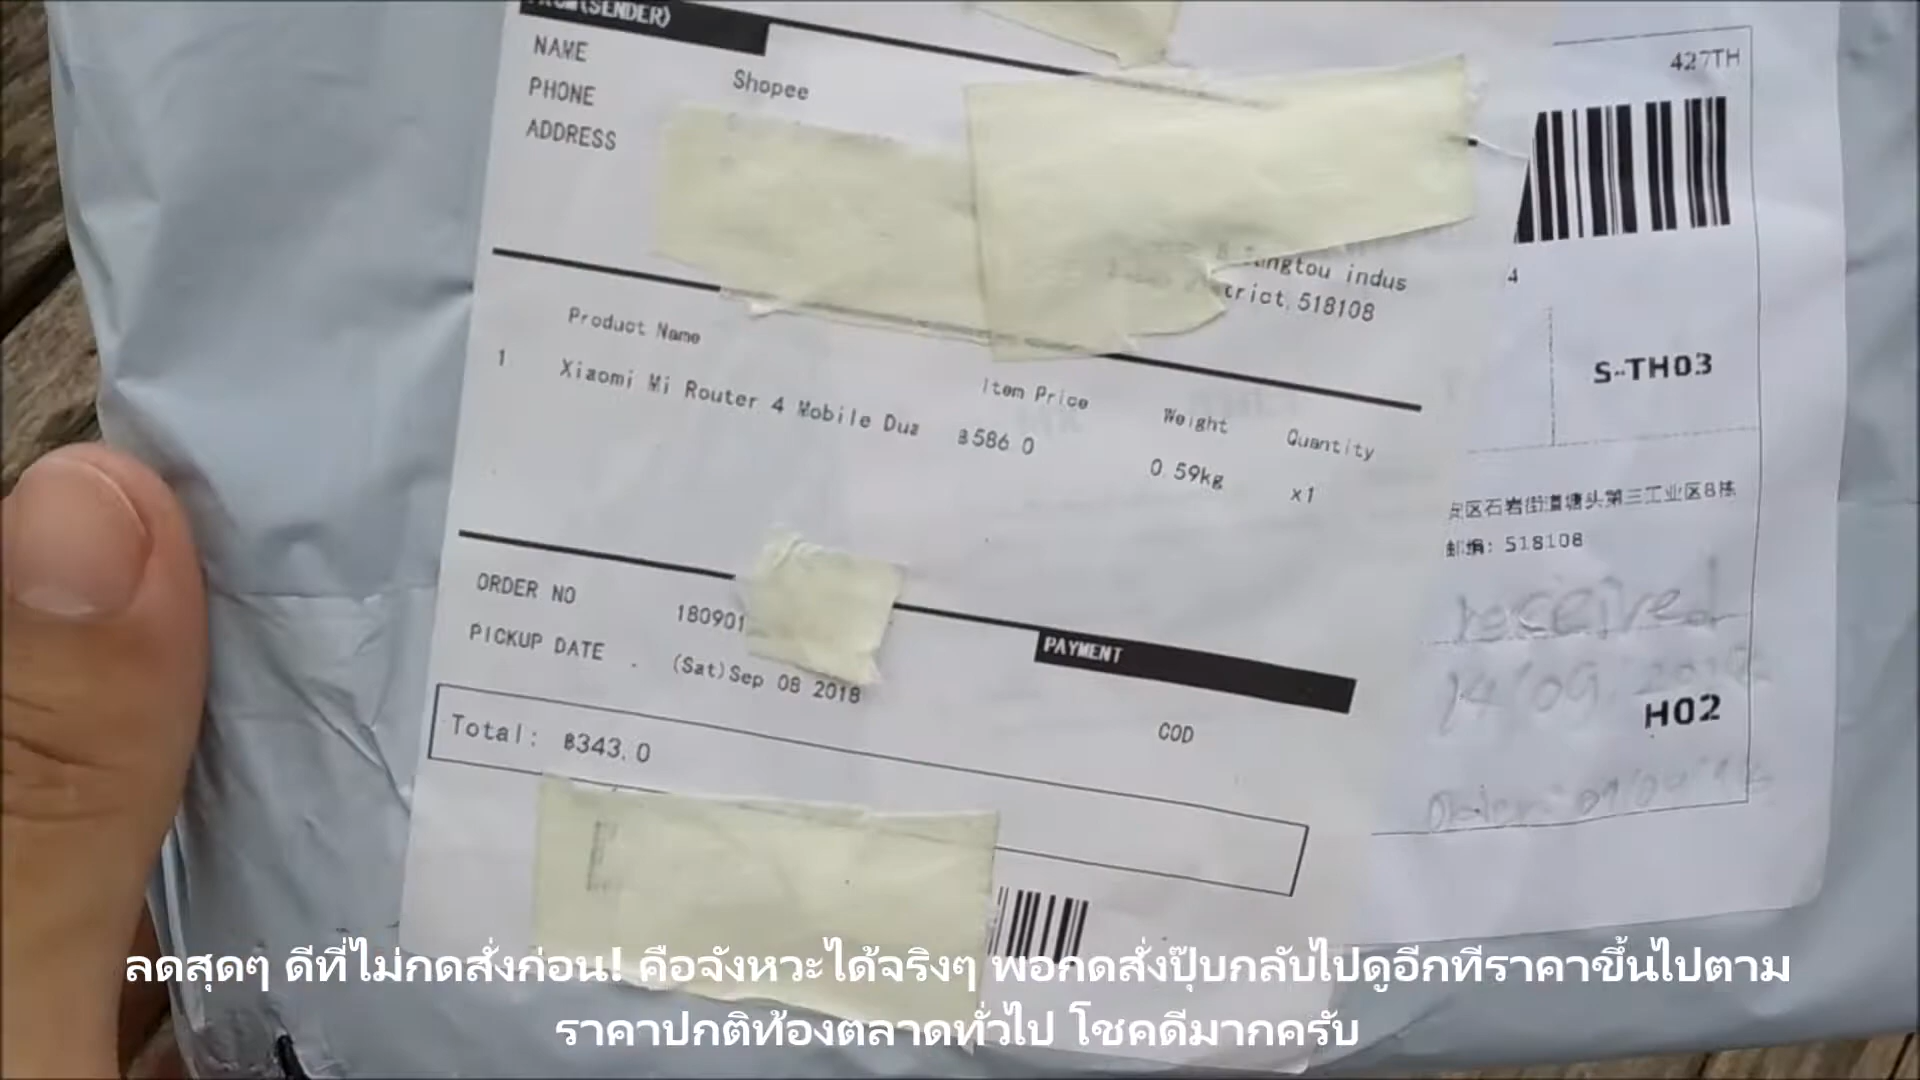 (SENDER)
NAME
Shopee
PHONE
ADDRESS
indus
518108
Product Name
Item Price
Weight
Quantity
1
Xiaomi Mi Router 4 Mobile Dua
฿586.0
0.59kg
x1
ORDER NO
180901
PICKUP DATE
(Sat)Sep 08 2018
PAYMENT
COD
Total: ฿343.0
427TH
4
S-TH03
区石岩街道塘头第三工业区8栋
邮编: 518108
received
H02
ลดสุดๆ ดีที่ไม่กดสั่งก่อน! คือจังหวะได้จริงๆ พอกดสั่งปุ๊บกลับไปดูอีกทีราคาขึ้นไปตาม
ราคาปกติท้องตลาดทั่วไป โชคดีมากครับ